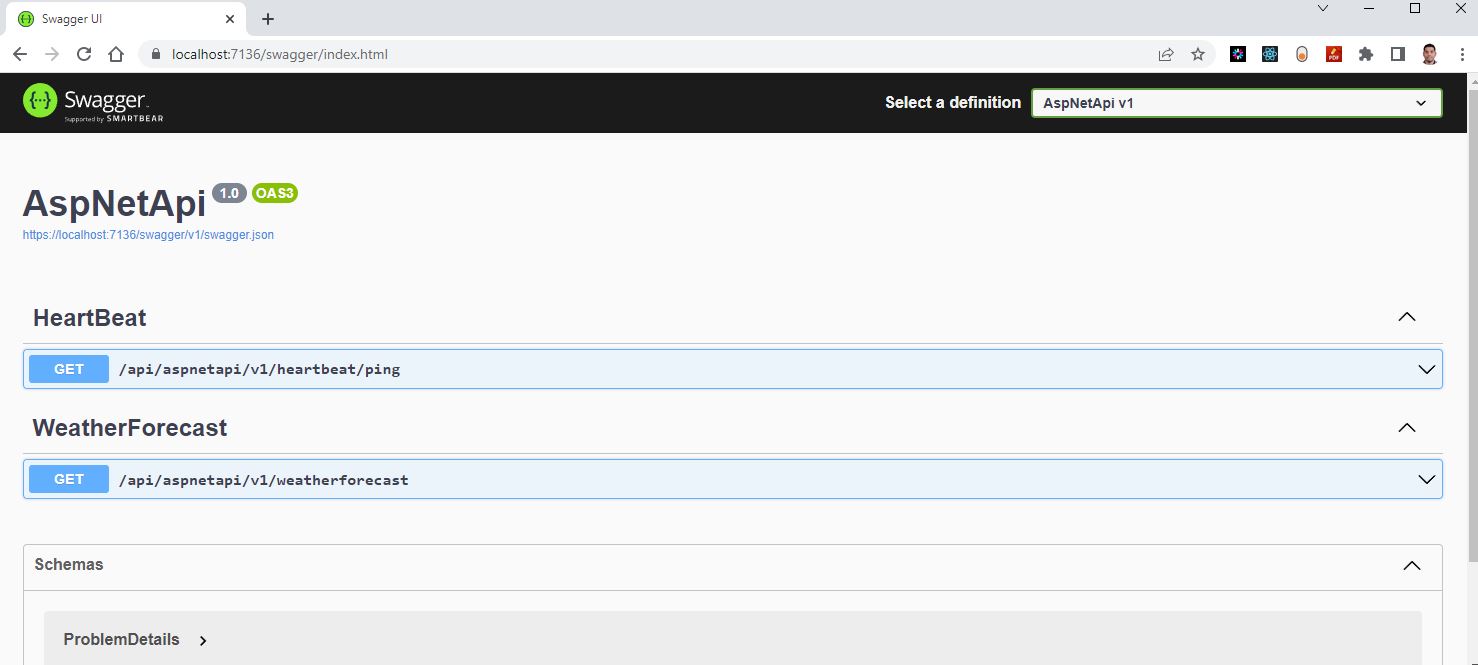 Swagger UI
localhost:7136/swagger/index.html
PDF
Swagger
Supported by SMARTBEAR
Select a definition
AspNetApi v1
AspNetApi 1.0 OAS3
https://localhost:7136/swagger/v1/swagger.json
HeartBeat
GET /api/aspnetapi/v1/heartbeat/ping
WeatherForecast
GET /api/aspnetapi/v1/weatherforecast
Schemas
ProblemDetails